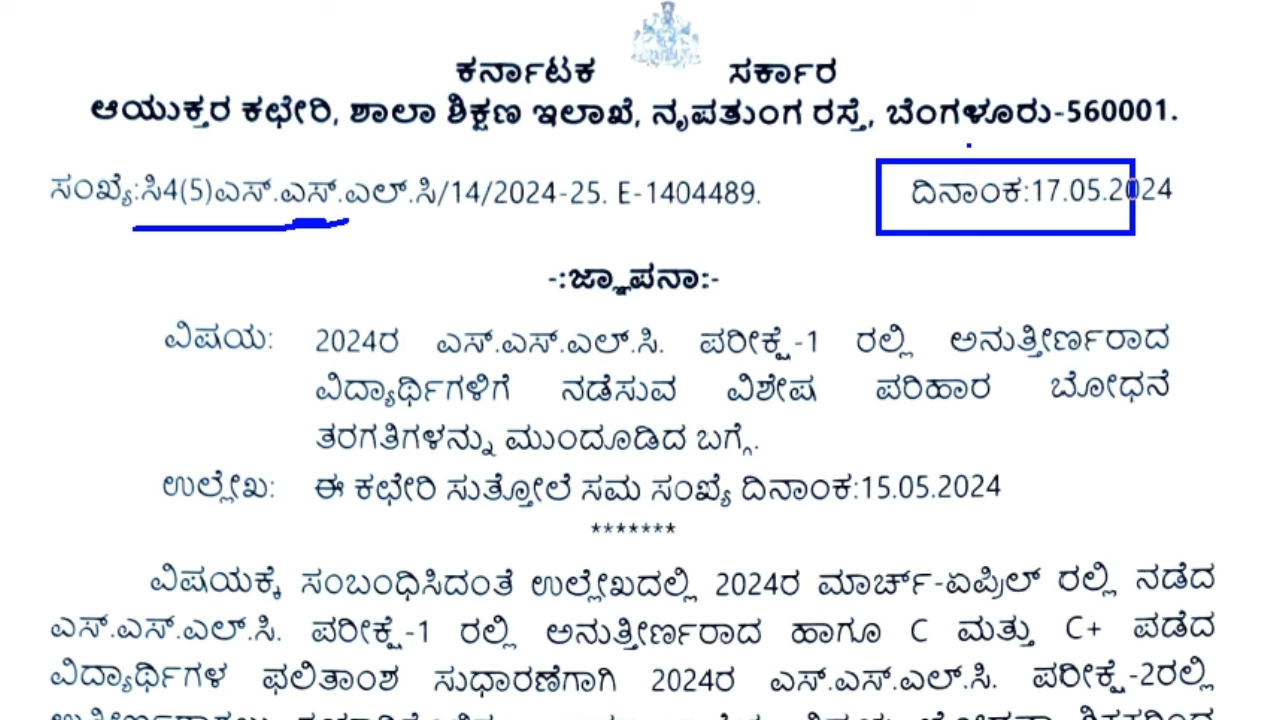 ಕರ್ನಾಟಕ ಸರ್ಕಾರ
ಆಯುಕ್ತರ ಕಛೇರಿ, ಶಾಲಾ ಶಿಕ್ಷಣ ಇಲಾಖೆ, ನೃಪತುಂಗ ರಸ್ತೆ, ಬೆಂಗಳೂರು-560001.
ಸಂಖ್ಯೆ:ಸಿ4(5)ಎಸ್.ಎಸ್.ಎಲ್.ಸಿ/14/2024-25. E-1404489. ದಿನಾಂಕ:17.05.2024
-:ಜ್ಞಾಪನಾ:-
ವಿಷಯ: 2024ರ ಎಸ್.ಎಸ್.ಎಲ್.ಸಿ. ಪರೀಕ್ಷೆ-1 ರಲ್ಲಿ ಅನುತ್ತೀರ್ಣರಾದ
ವಿದ್ಯಾರ್ಥಿಗಳಿಗೆ ನಡೆಸುವ ವಿಶೇಷ ಪರಿಹಾರ ಬೋಧನೆ
ತರಗತಿಗಳನ್ನು ಮುಂದೂಡಿದ ಬಗ್ಗೆ.
ಉಲ್ಲೇಖ: ಈ ಕಛೇರಿ ಸುತ್ತೋಲೆ ಸಮ ಸಂಖ್ಯೆ ದಿನಾಂಕ:15.05.2024
*******
ವಿಷಯಕ್ಕೆ ಸಂಬಂಧಿಸಿದಂತೆ ಉಲ್ಲೇಖದಲ್ಲಿ 2024ರ ಮಾರ್ಚ್-ಏಪ್ರಿಲ್ ರಲ್ಲಿ ನಡೆದ
ಎಸ್.ಎಸ್.ಎಲ್.ಸಿ. ಪರೀಕ್ಷೆ-1 ರಲ್ಲಿ ಅನುತ್ತೀರ್ಣರಾದ ಹಾಗೂ C ಮತ್ತು C+ ಪಡೆದ
ವಿದ್ಯಾರ್ಥಿಗಳ ಫಲಿತಾಂಶ ಸುಧಾರಣೆಗಾಗಿ 2024ರ ಎಸ್.ಎಸ್.ಎಲ್.ಸಿ. ಪರೀಕ್ಷೆ-2ರಲ್ಲಿ